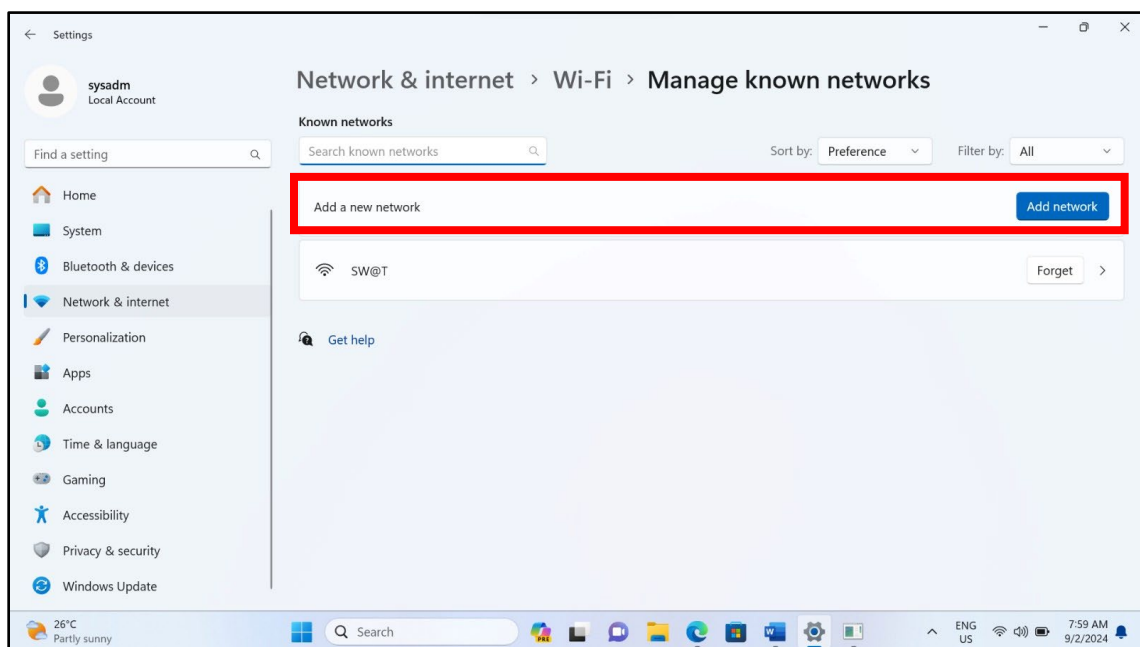 Settings
sysadm
Local Account
Find a setting
Home
System
Bluetooth & devices
Network & internet
Personalization
Apps
Accounts
Time & language
Gaming
Accessibility
Privacy & security
Windows Update
Network & internet > Wi-Fi > Manage known networks
Known networks
Search known networks
Sort by: Preference
Filter by: All
Add a new network
Add network
SW@T
Forget
Get help
26°C
Partly sunny
Search
PRE
ENG
US
7:59 AM
9/2/2024